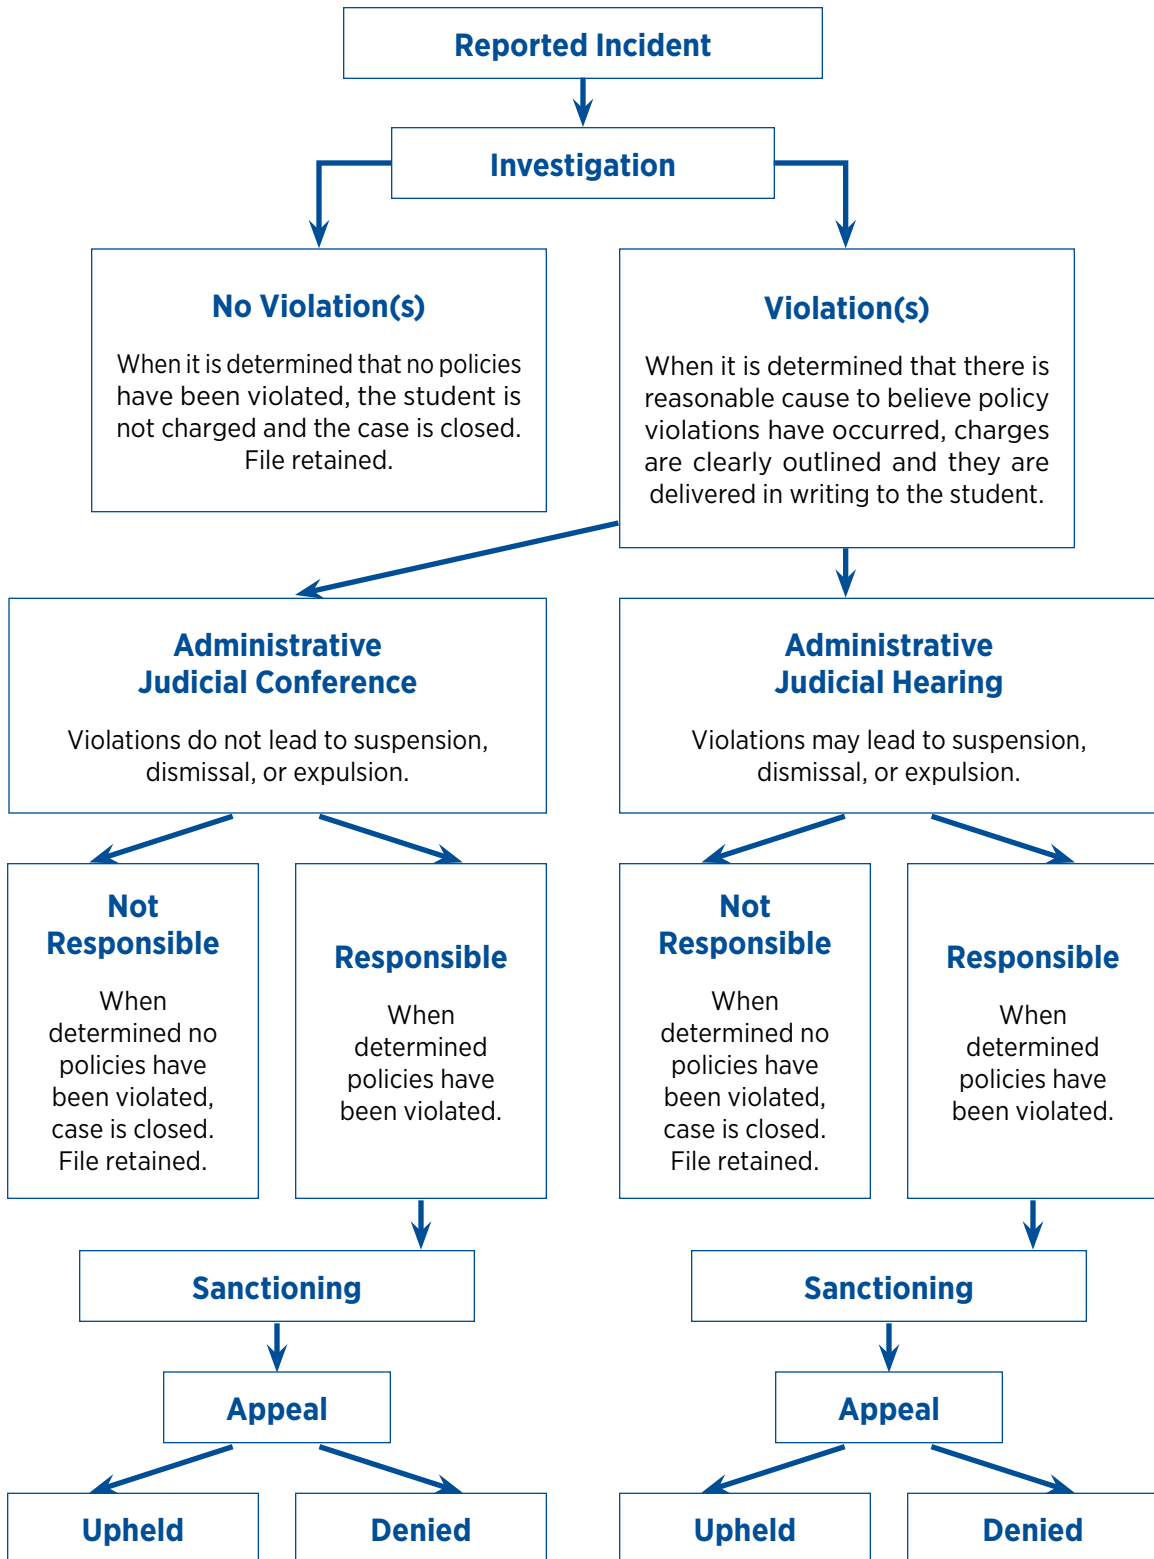 Reported Incident
Investigation
No Violation(s)
When it is determined that no policies
have been violated, the student is
not charged and the case is closed.
File retained.
Violation(s)
When it is determined that there is
reasonable cause to believe policy
violations have occurred, charges
are clearly outlined and they are
delivered in writing to the student.
Administrative
Judicial Conference
Violations do not lead to suspension,
dismissal, or expulsion.
Administrative
Judicial Hearing
Violations may lead to suspension,
dismissal, or expulsion.
Not
Responsible
When
determined no
policies have
been violated,
case is closed.
File retained.
Responsible
When
determined
policies have
been violated.
Not
Responsible
When
determined no
policies have
been violated,
case is closed.
File retained.
Responsible
When
determined
policies have
been violated.
Sanctioning
Sanctioning
Appeal
Appeal
Upheld
Denied
Upheld
Denied